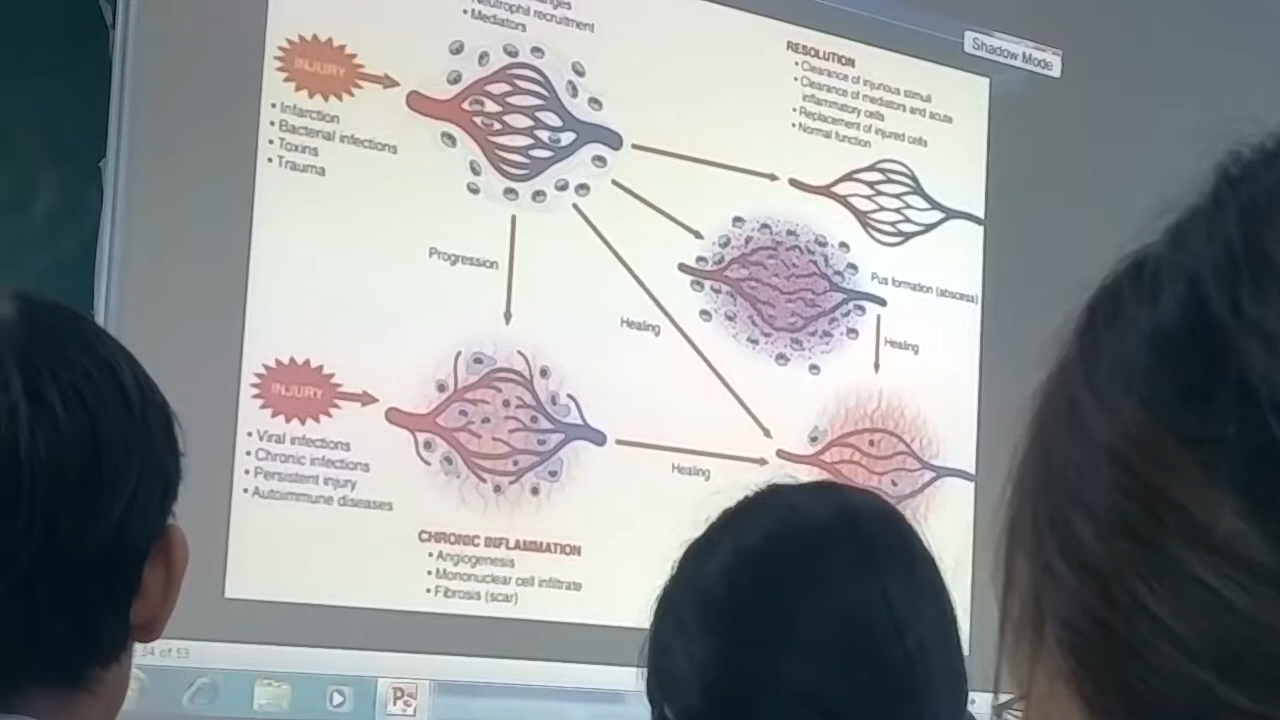 Neutrophil recruitment
• Mediators
Shadow Mode
INJURY
• Infarction
• Bacterial infections
• Toxins
• Trauma
RESOLUTION
• Clearance of injurious stimuli
• Clearance of mediators and acute
inflammatory cells
• Replacement of injured cells
• Normal function
Progression
Healing
Pus formation (abscess)
Healing
INJURY
• Viral infections
• Chronic infections
• Persistent injury
• Autoimmune diseases
Healing
CHRONIC INFLAMMATION
• Angiogenesis
• Mononuclear cell infiltrate
• Fibrosis (scar)
34 of 53